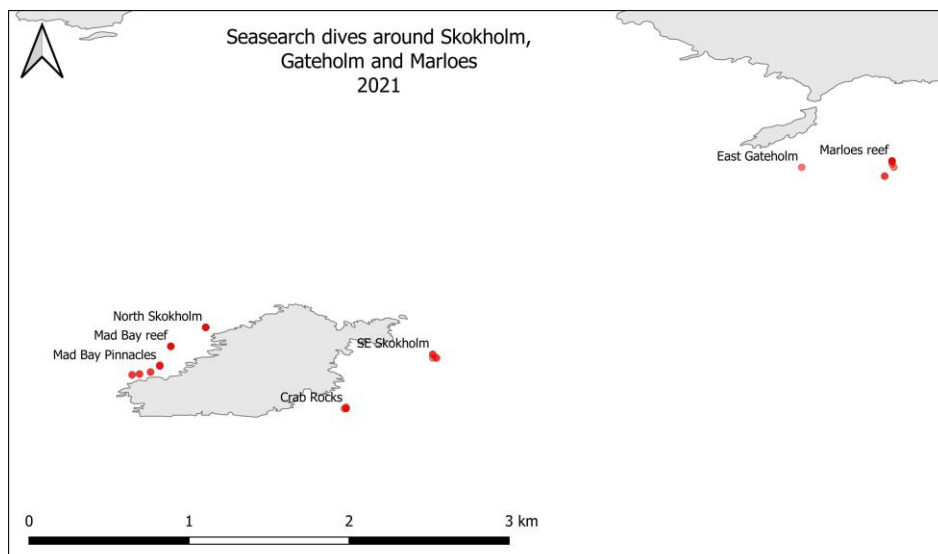 Seasearch dives around Skokholm,
Gateholm and Marloes
2021
East Gateholm
Marloes reef
North Skokholm
Mad Bay reef
Mad Bay Pinnacles
SE Skokholm
Crab Rocks
0 1 2 3 km